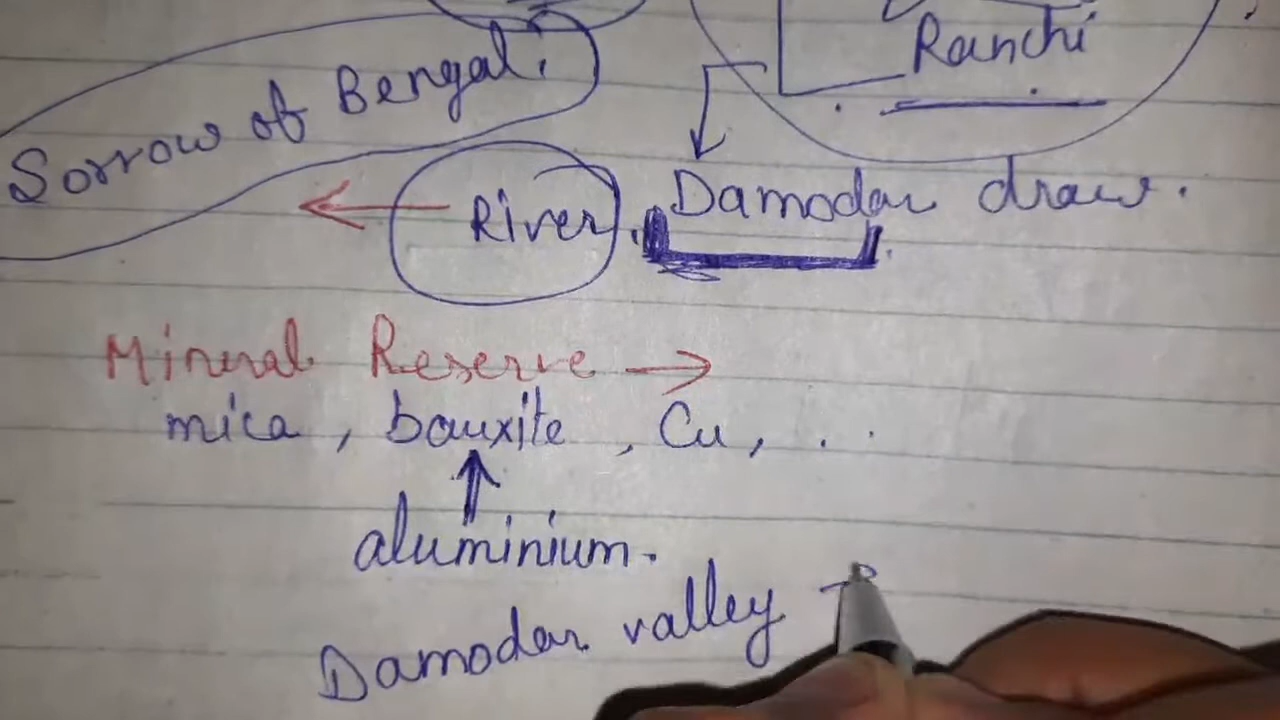 Ranchi
Sorrow of Bengal.
River. Damodar draw.
Mineral Reserve →
mica, bauxite, Cu, ...
aluminium.
Damodar valley